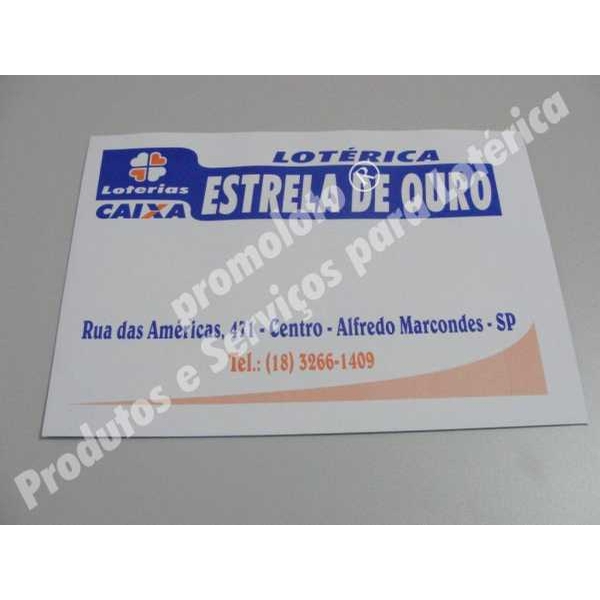 LOTÉRICA
ESTRELA DE OURO
Loterias
CAIXA
Rua das Américas, 471 - Centro - Alfredo Marcondes - SP
Tel.: (18) 3266-1409
promoloto ®
Produtos e Serviços para Lotérica